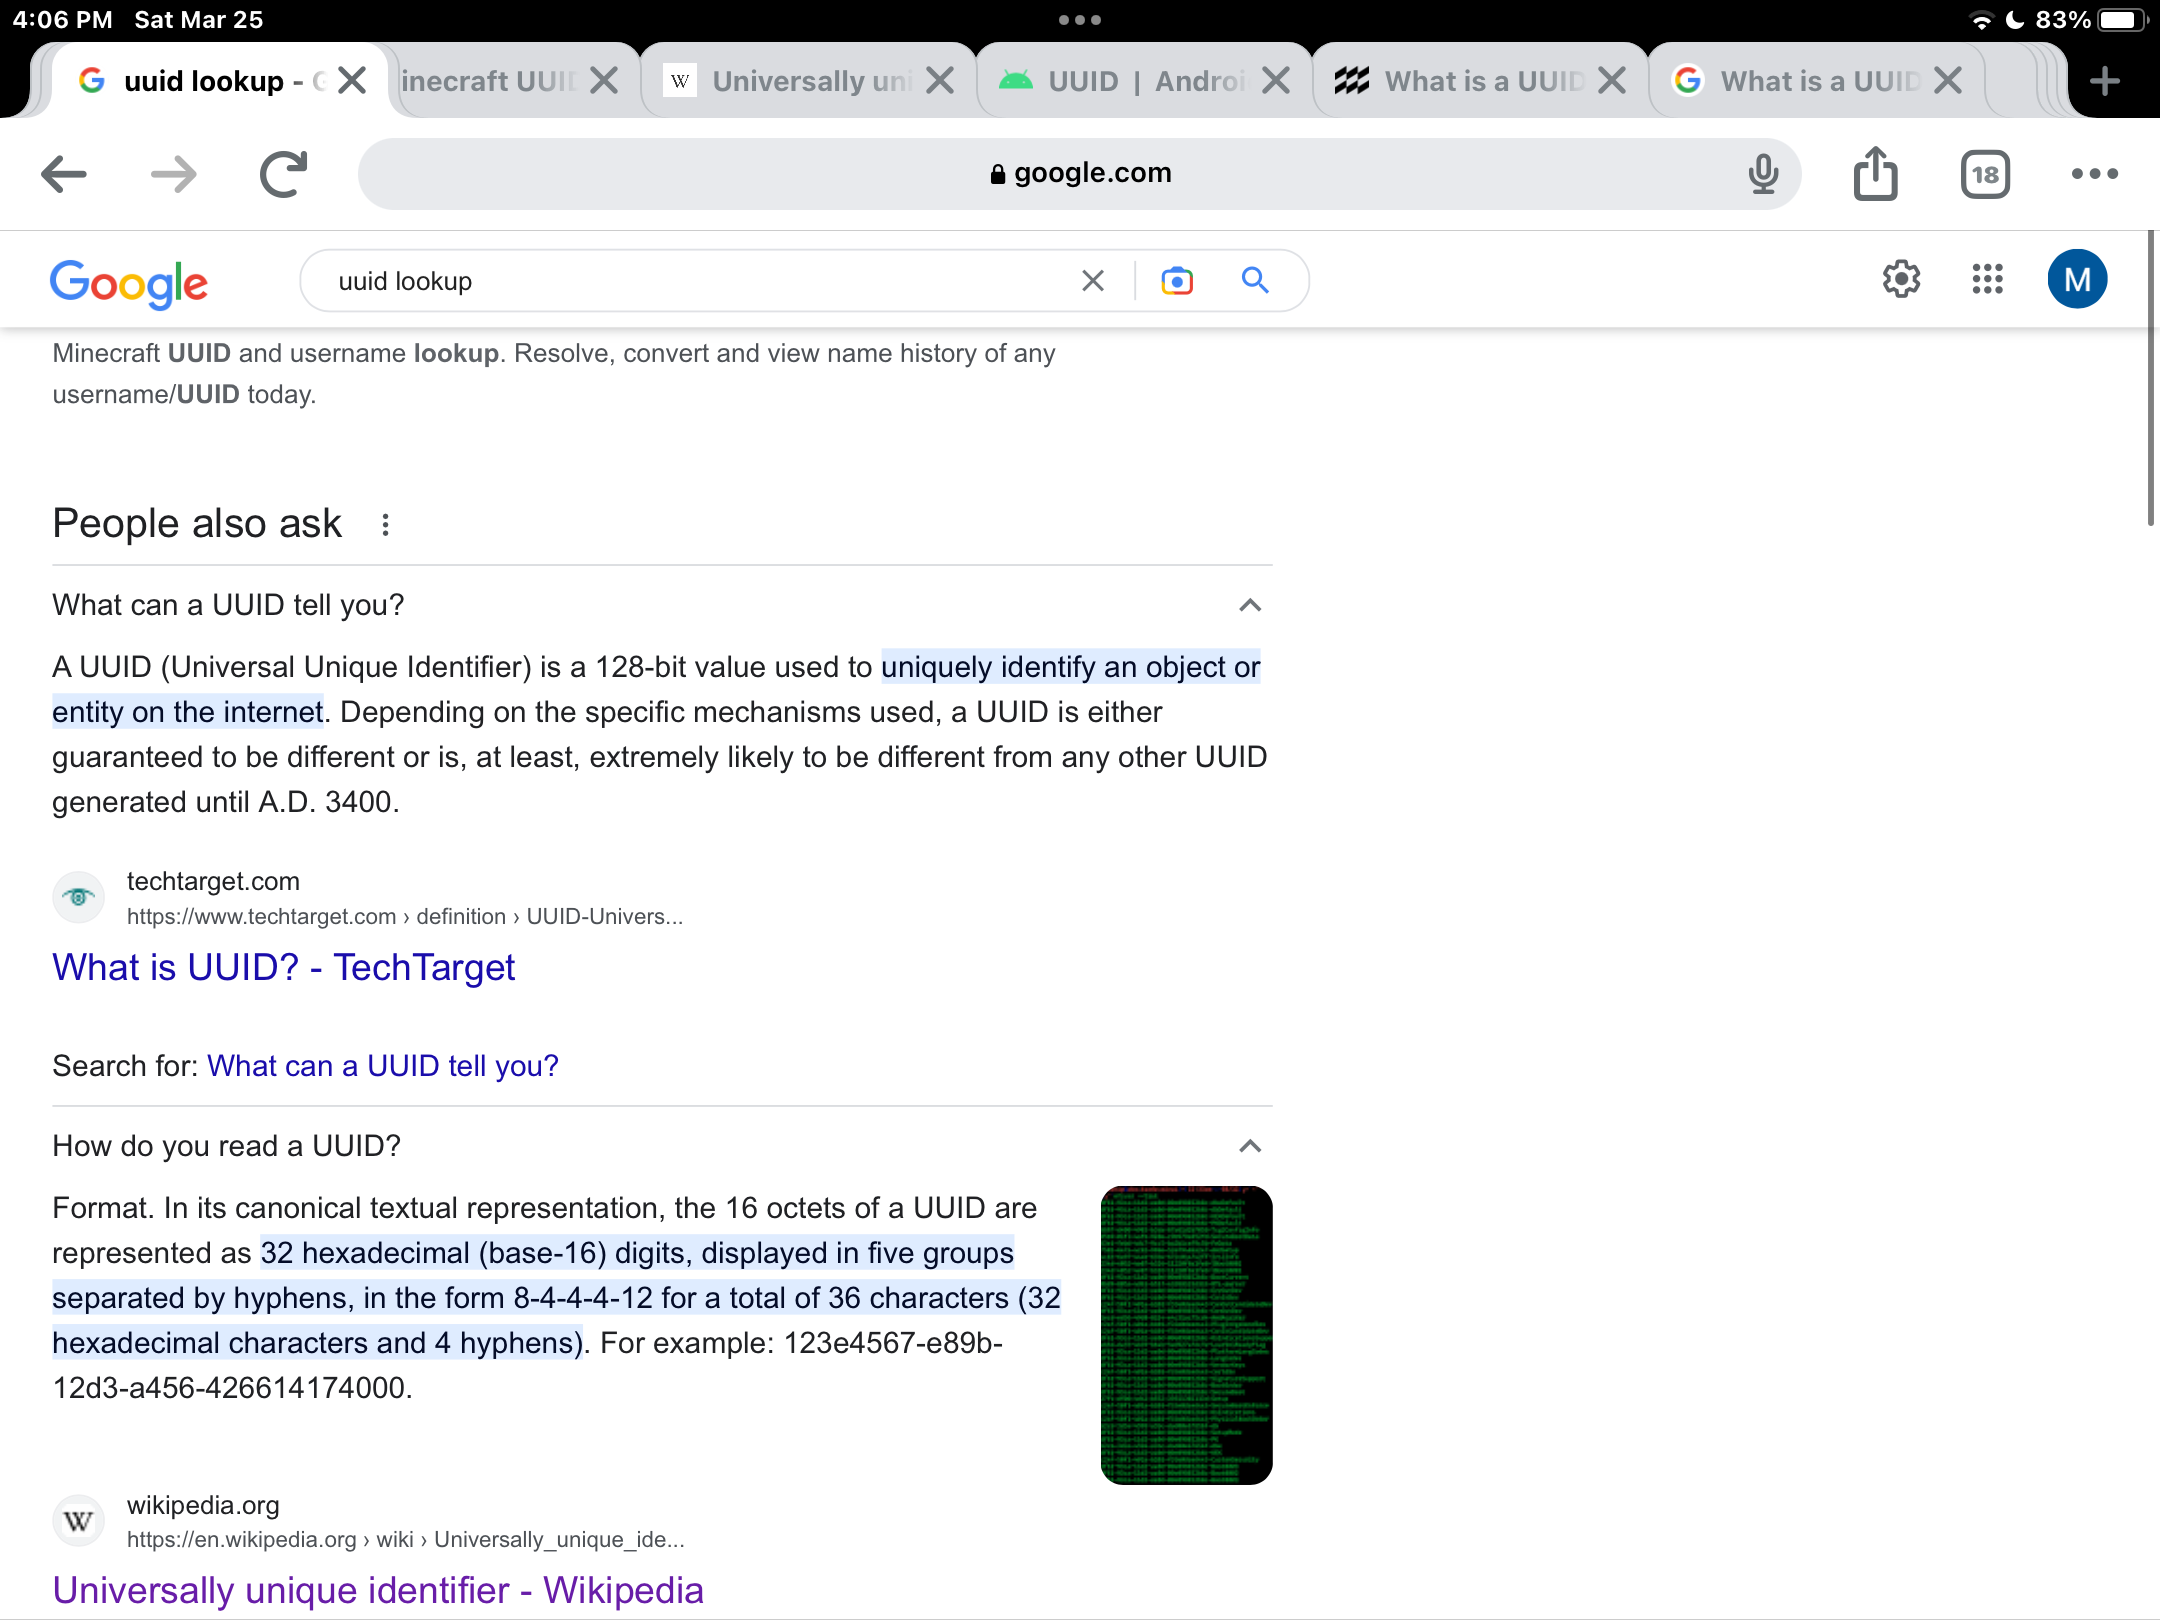 4:06 PM Sat Mar 25
83%
uuid lookup - G
inecraft UUID
Universally uni
UUID | Androi
What is a UUID
What is a UUID
google.com
18
Google
uuid lookup
M
Minecraft UUID and username lookup. Resolve, convert and view name history of any
username/UUID today.
People also ask
What can a UUID tell you?
A UUID (Universal Unique Identifier) is a 128-bit value used to uniquely identify an object or
entity on the internet. Depending on the specific mechanisms used, a UUID is either
guaranteed to be different or is, at least, extremely likely to be different from any other UUID
generated until A.D. 3400.
techtarget.com
https://www.techtarget.com › definition › UUID-Univers...
What is UUID? - TechTarget
Search for: What can a UUID tell you?
How do you read a UUID?
Format. In its canonical textual representation, the 16 octets of a UUID are
represented as 32 hexadecimal (base-16) digits, displayed in five groups
separated by hyphens, in the form 8-4-4-4-12 for a total of 36 characters (32
hexadecimal characters and 4 hyphens). For example: 123e4567-e89b-
12d3-a456-426614174000.
W
wikipedia.org
https://en.wikipedia.org › wiki › Universally_unique_ide...
Universally unique identifier - Wikipedia